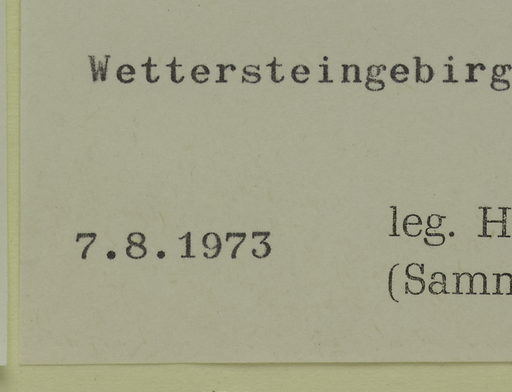 Wettersteingebirg
7.8.1973
leg. H
(Samm